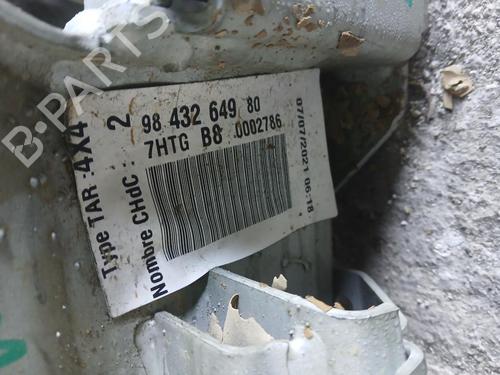 B-PARTS
Type TAR :4X4
Nombre CHdC : 2
98 432 649 80
7HTG B8 0002786
07/07/2021 06:18